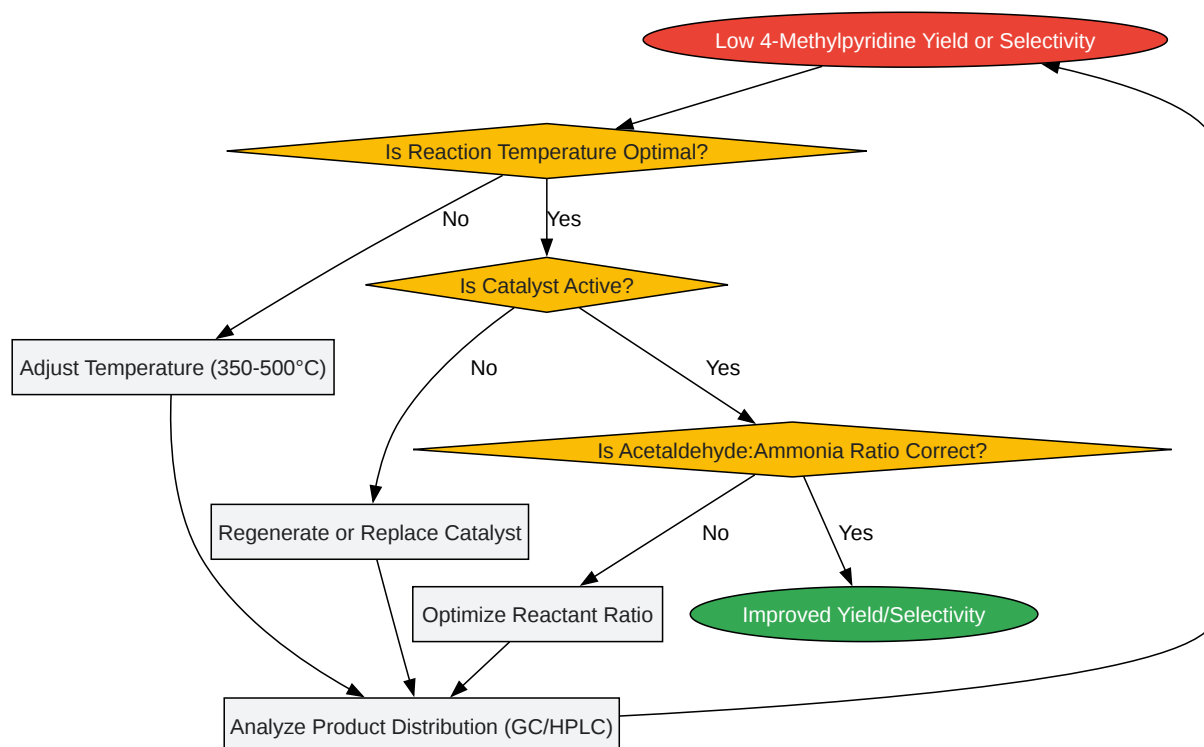 Low 4-Methylpyridine Yield or Selectivity
Is Reaction Temperature Optimal?
No
Yes
Is Catalyst Active?
Adjust Temperature (350-500°C)
No
Yes
Is Acetaldehyde:Ammonia Ratio Correct?
Regenerate or Replace Catalyst
No
Yes
Optimize Reactant Ratio
Improved Yield/Selectivity
Analyze Product Distribution (GC/HPLC)